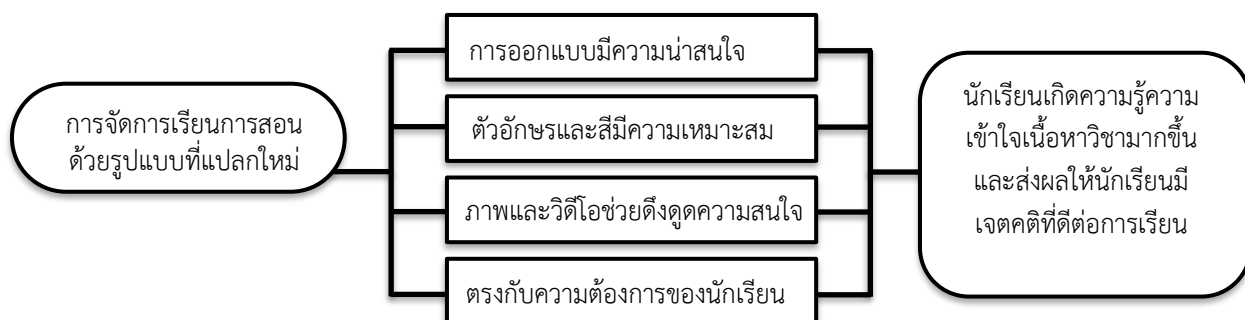 การจัดการเรียนการสอน
ด้วยรูปแบบที่แปลกใหม่
การออกแบบมีความน่าสนใจ
ตัวอักษรและสีมีความเหมาะสม
ภาพและวิดีโอช่วยดึงดูดความสนใจ
ตรงกับความต้องการของนักเรียน
นักเรียนเกิดความรู้ความ
เข้าใจเนื้อหาวิชามากขึ้น
และส่งผลให้นักเรียนมี
เจตคติที่ดีต่อการเรียน